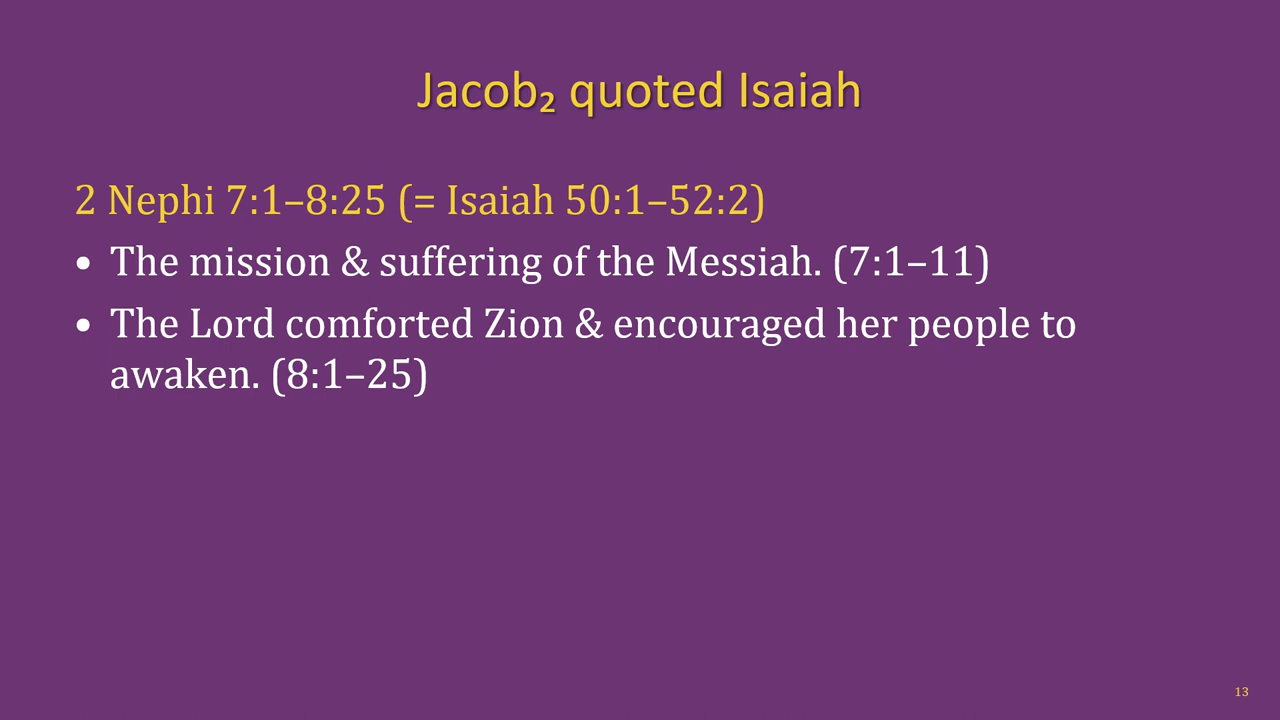 Jacob₂ quoted Isaiah
2 Nephi 7:1–8:25 (= Isaiah 50:1–52:2)
• The mission & suffering of the Messiah. (7:1–11)
• The Lord comforted Zion & encouraged her people to
awaken. (8:1–25)
13